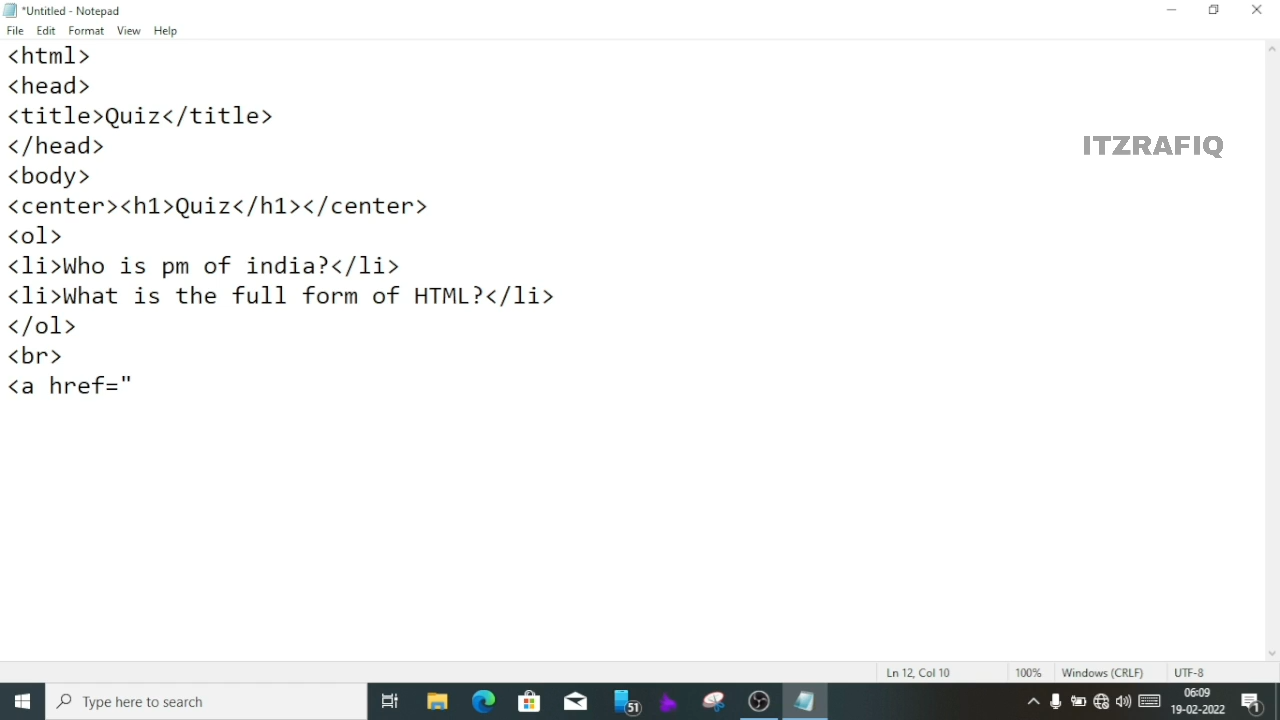 *Untitled - Notepad
File Edit Format View Help
<html>
<head>
<title>Quiz</title>
</head>
<body>
<center><h1>Quiz</h1></center>
<ol>
<li>Who is pm of india?</li>
<li>What is the full form of HTML?</li>
</ol>
<br>
<a href="
ITZRAFIQ
Ln 12, Col 10 100% Windows (CRLF) UTF-8
Type here to search
51
06:09
19-02-2022
1